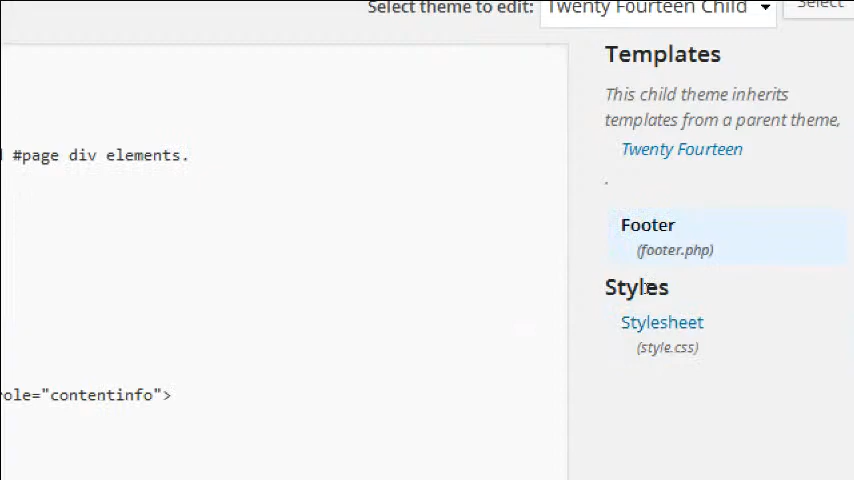 Select theme to edit: Twenty Fourteen Child Select
Templates
This child theme inherits
templates from a parent theme,
#page div elements.
Twenty Fourteen
.
Footer
(footer.php)
Styles
Stylesheet
(style.css)
role="contentinfo">